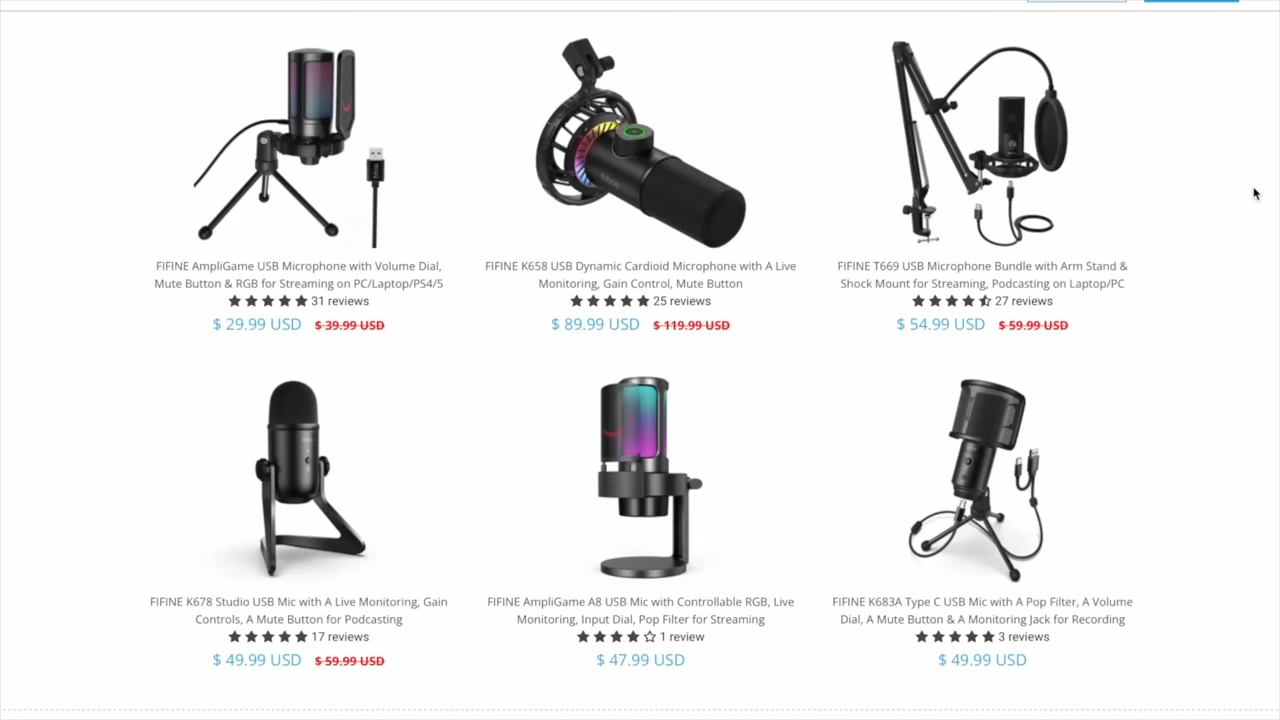 FIFINE AmpliGame USB Microphone with Volume Dial,
Mute Button & RGB for Streaming on PC/Laptop/PS4/5
31 reviews
$ 29.99 USD $ 39.99 USD
FIFINE K658 USB Dynamic Cardioid Microphone with A Live
Monitoring, Gain Control, Mute Button
25 reviews
$ 89.99 USD $ 119.99 USD
FIFINE T669 USB Microphone Bundle with Arm Stand &
Shock Mount for Streaming, Podcasting on Laptop/PC
27 reviews
$ 54.99 USD $ 59.99 USD
FIFINE K678 Studio USB Mic with A Live Monitoring, Gain
Controls, A Mute Button for Podcasting
17 reviews
$ 49.99 USD $ 59.99 USD
FIFINE AmpliGame A8 USB Mic with Controllable RGB, Live
Monitoring, Input Dial, Pop Filter for Streaming
1 review
$ 47.99 USD
FIFINE K683A Type C USB Mic with A Pop Filter, A Volume
Dial, A Mute Button & A Monitoring Jack for Recording
3 reviews
$ 49.99 USD